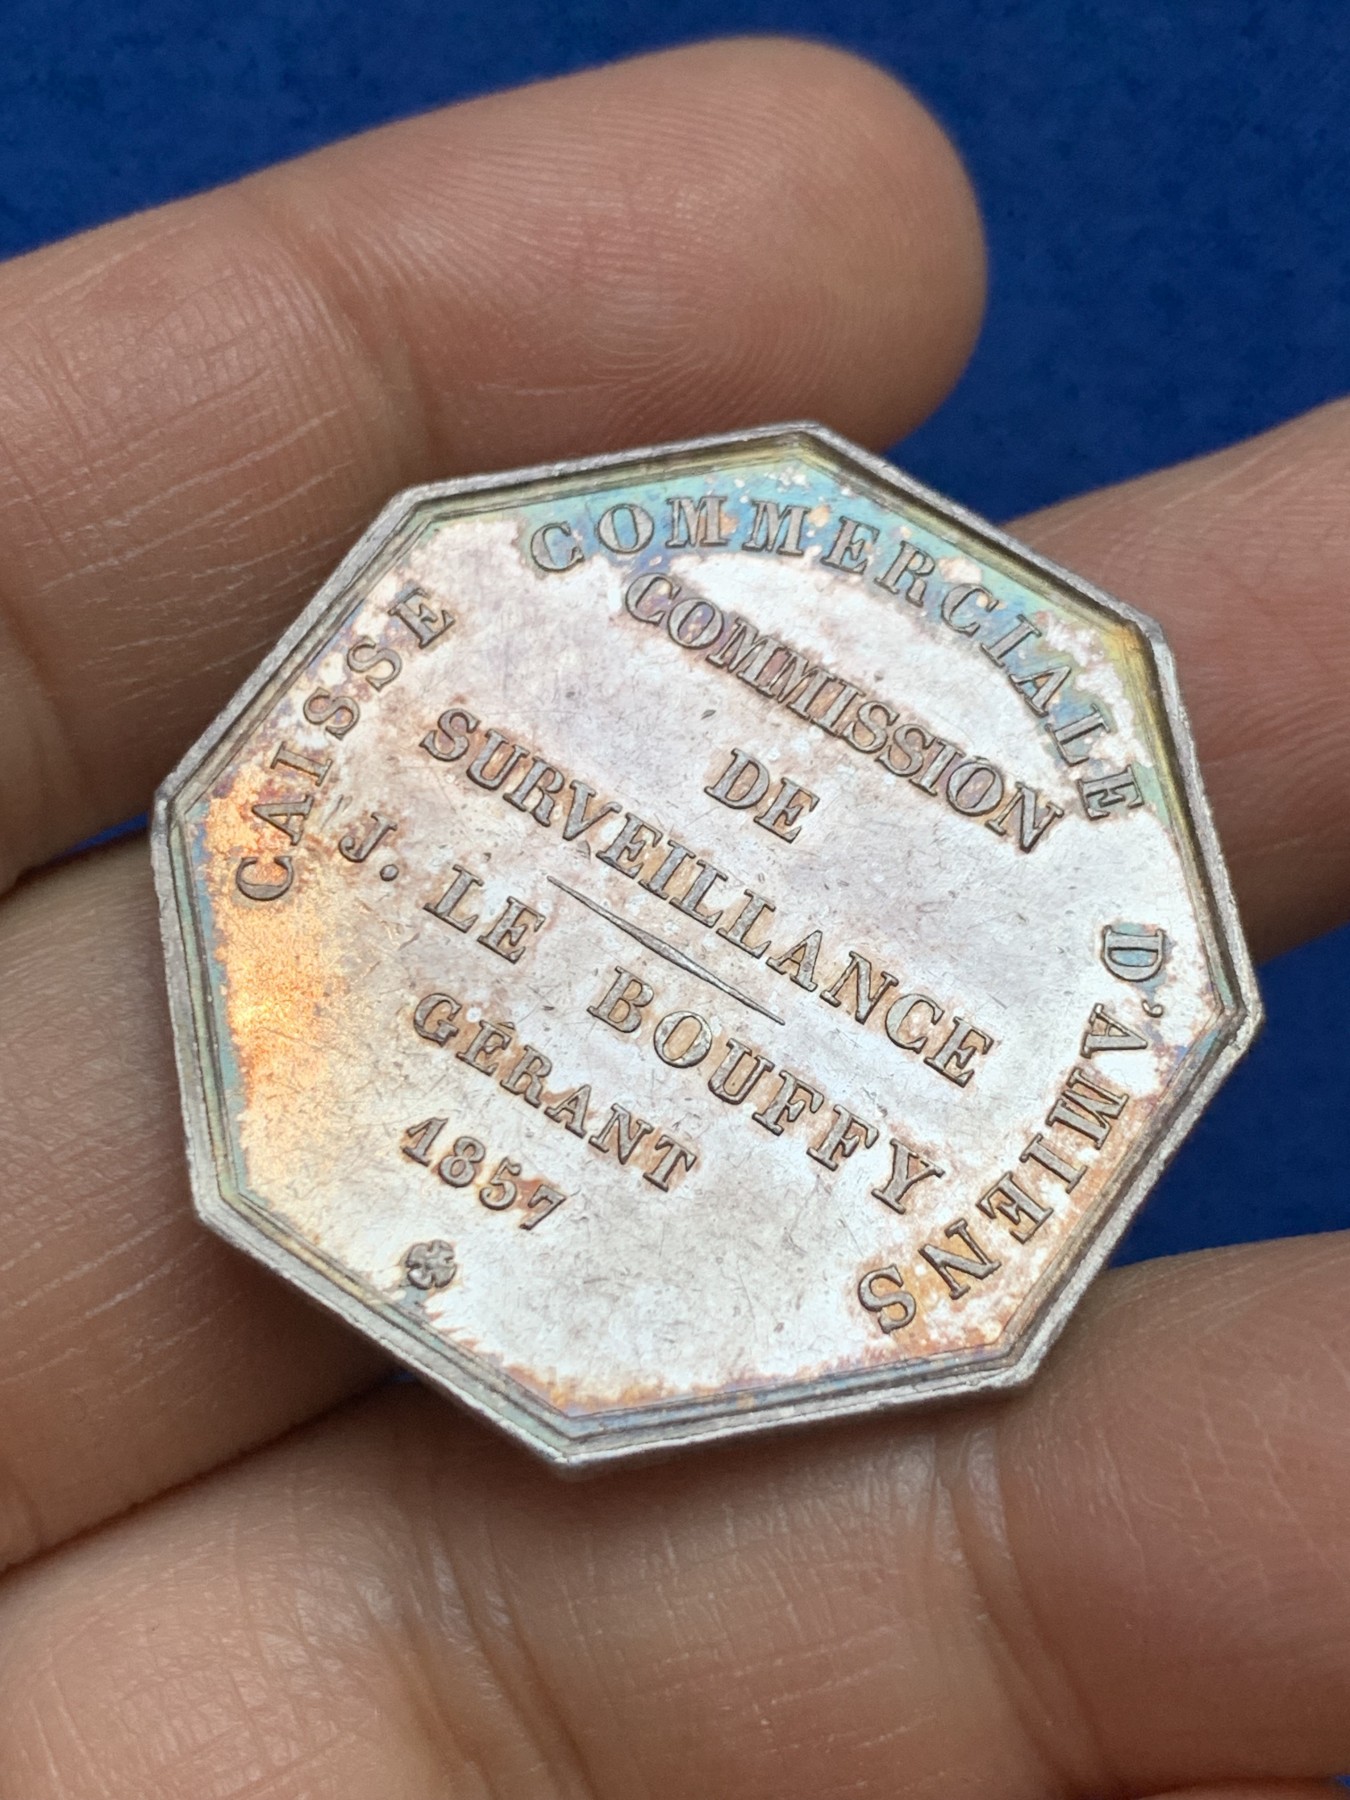 CAISSE COMMERCIALE D'AMIENS
COMMISSION
DE
SURVEILLANCE
J. LE BOUFFY
GÉRANT
1857